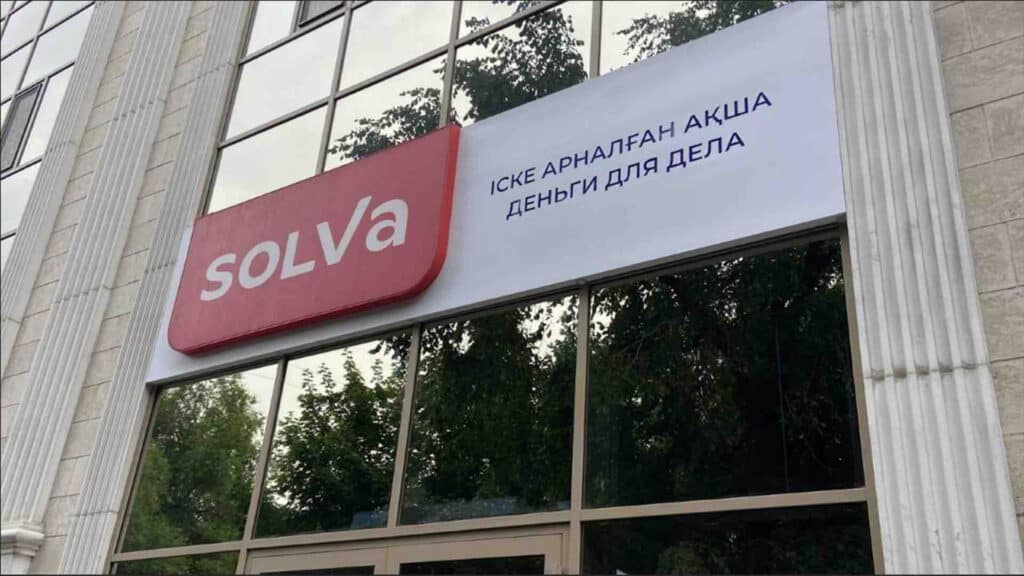 SOLVa
ІСКЕ АРНАЛҒАН АҚША
ДЕНЬГИ ДЛЯ ДЕЛА